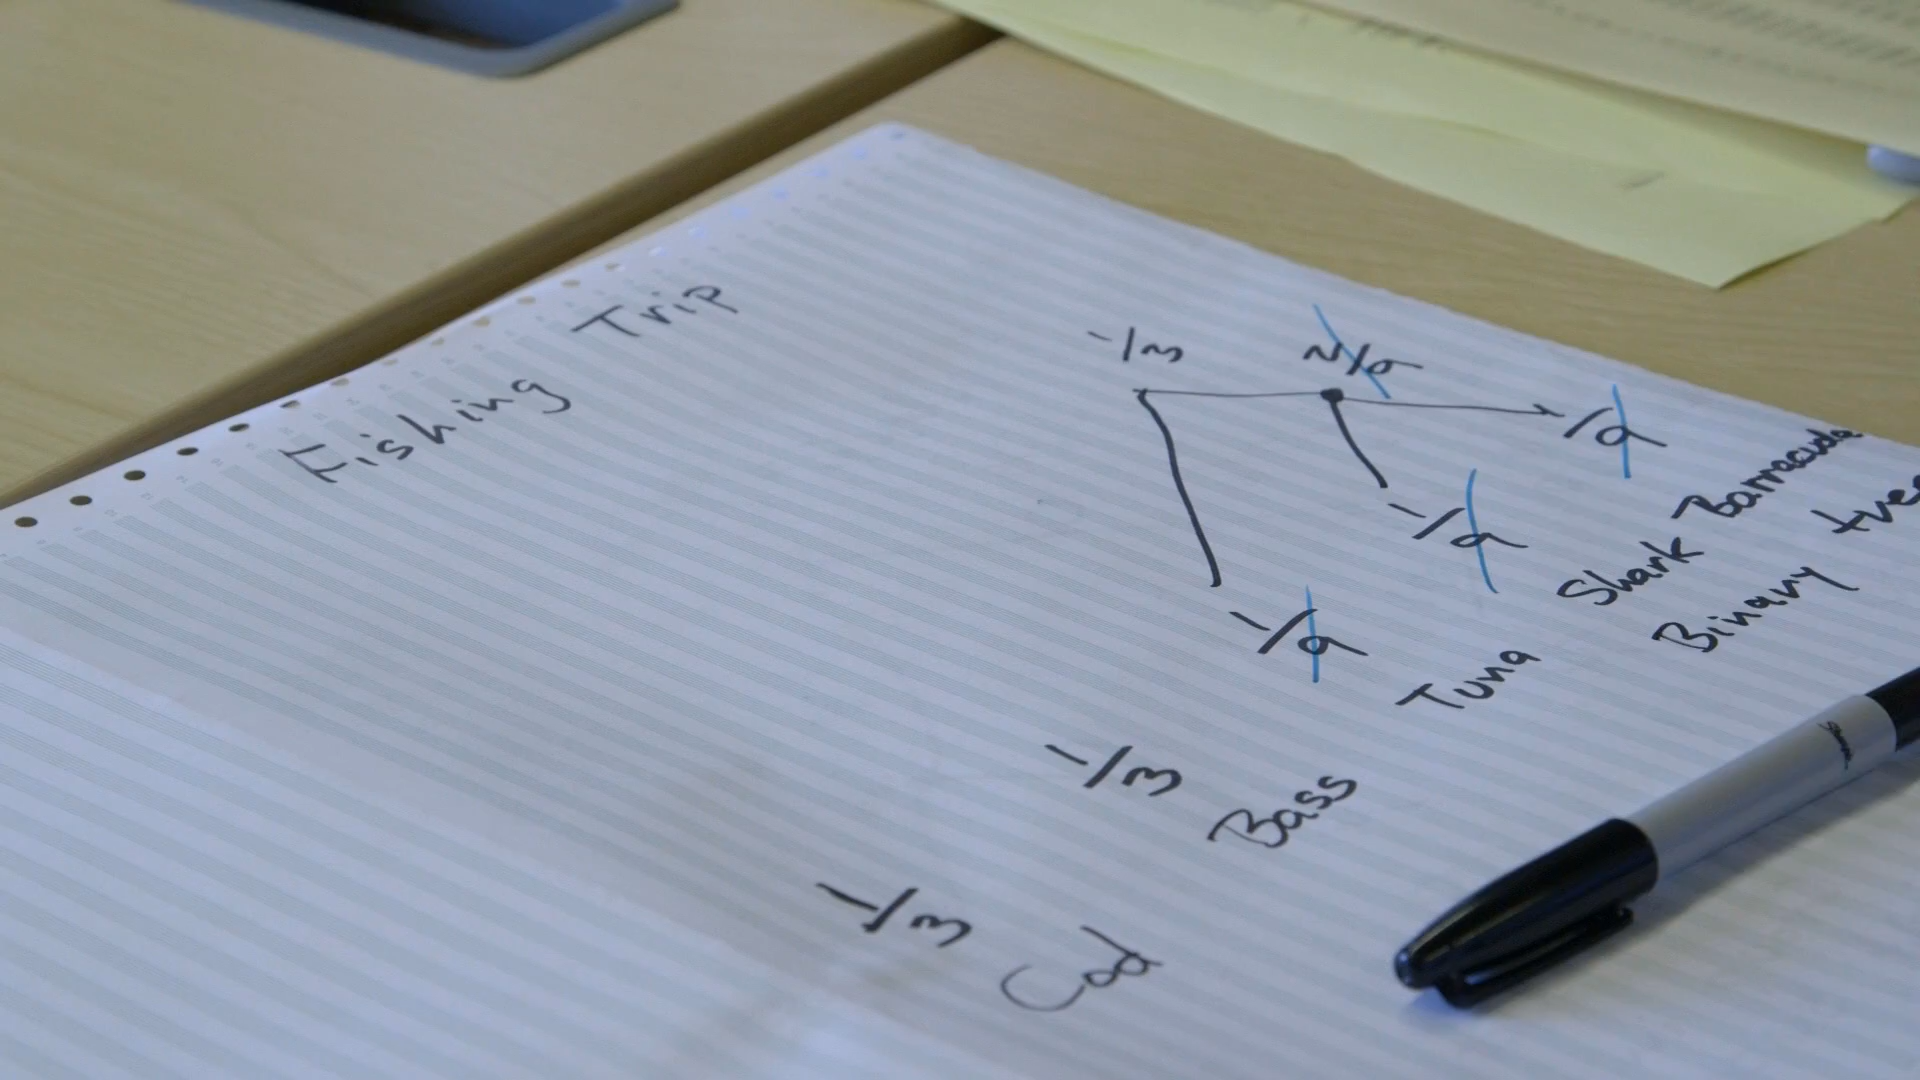 Fishing Trip
1/3 2/9 1/9
1/9
1/9
1/3
1/3
Cod Bass Tuna Shark Barracuda
Binary